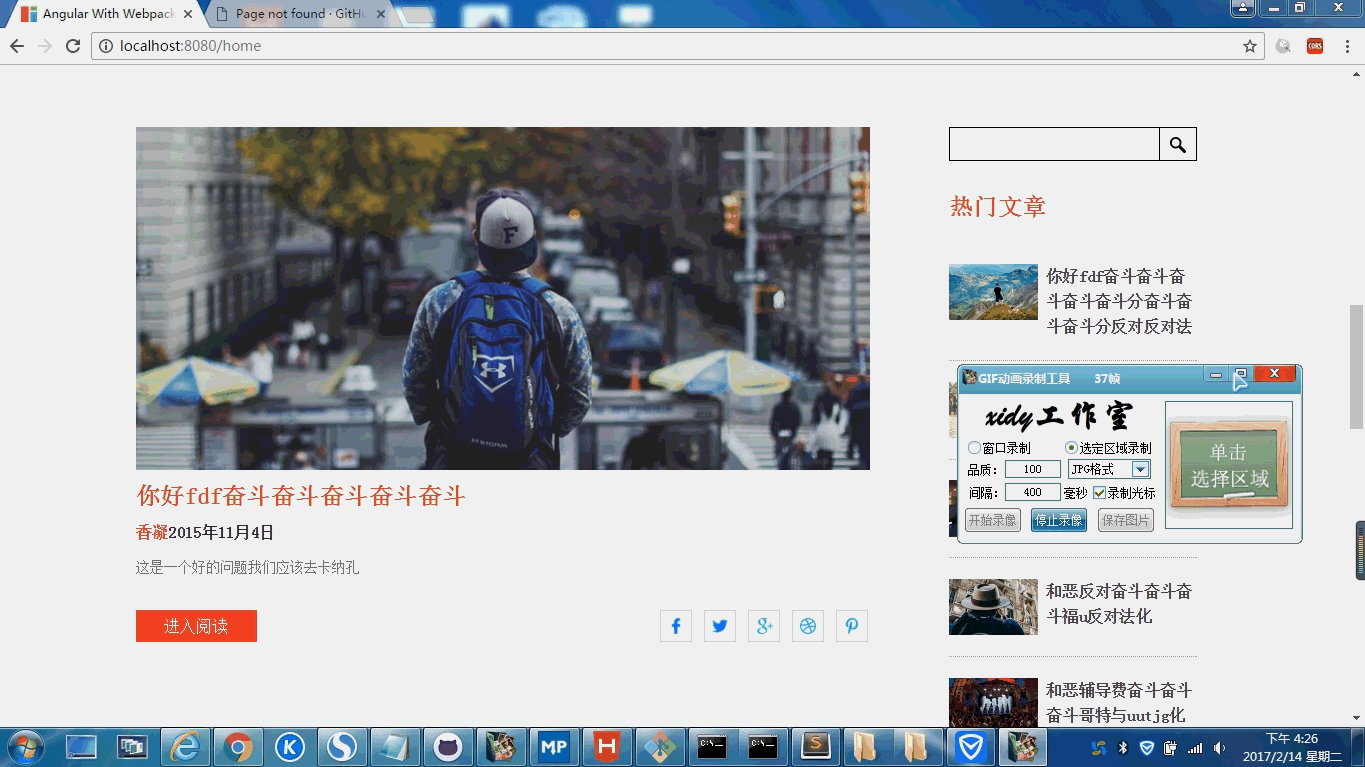 Angular With Webpack
Page not found · GitHu
localhost:8080/home
CORS
热门文章
你好fdf奋斗奋斗奋
斗奋斗奋斗分奋斗奋
斗奋斗分反对反对法
F
UNDER ARMOUR STORM
GIF动画录制工具 37帧
xidy工作室
窗口录制 选定区域录制
品质: 100 JPG格式
间隔: 400 毫秒 录制光标
开始录像 停止录像 保存图片
单击
选择区域
你好fdf奋斗奋斗奋斗奋斗奋斗
香凝2015年11月4日
这是一个好的问题我们应该去卡纳孔
进入阅读
和恶反对奋斗奋斗奋
斗福u反对法化
和恶辅导费奋斗奋斗
奋斗哥特与uutjg化
MP
H
C:\
C:\
下午 4:26
2017/2/14 星期二